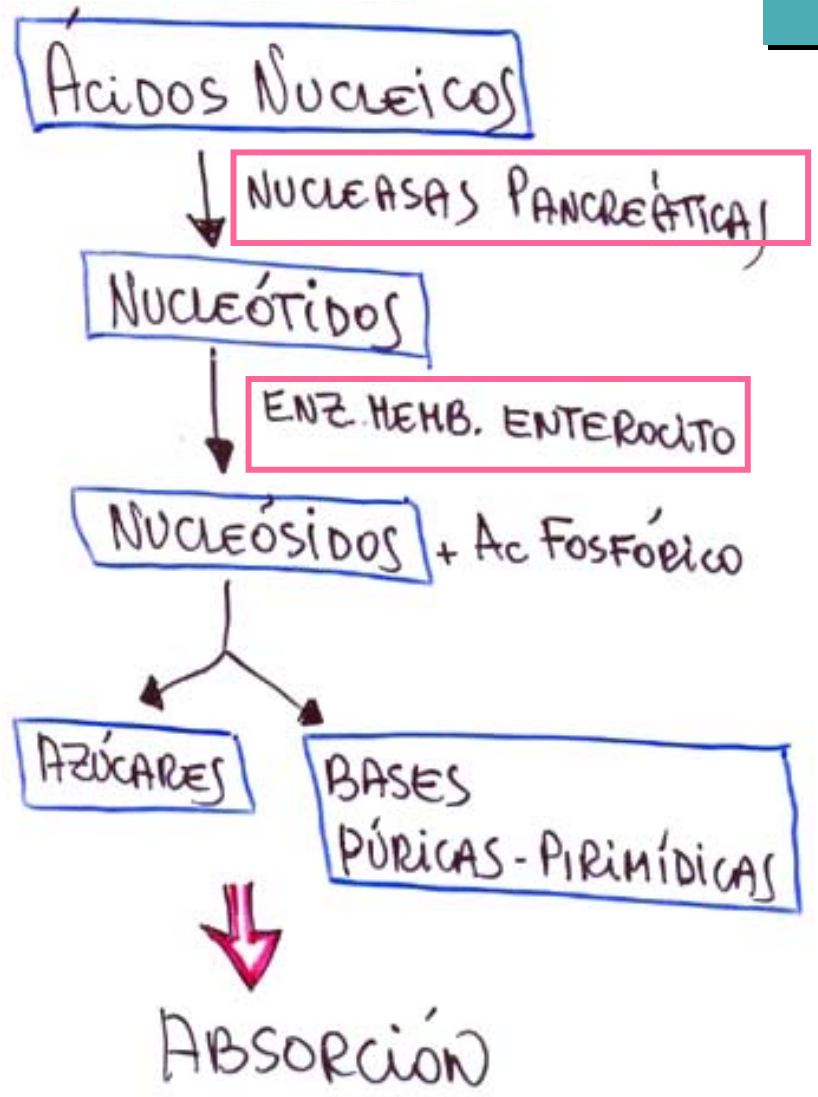 Ácidos Nucleicos
NUCLEASAS PANCREÁTICAS
NUCLEÓTIDOS
ENZ. MEMB. ENTEROCITO
NUCLEÓSIDOS + Ac FOSFÓRICO
AZÚCARES
BASES
PÚRICAS - PIRIMÍDICAS
ABSORCIÓN